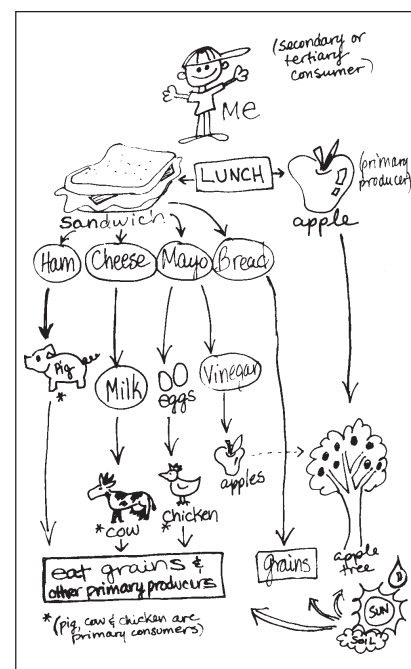 (secondary or
tertiary
consumer)
Me
LUNCH
(primary
producer)
sandwich
apple
Ham
Cheese
Mayo
Bread
Pig
*
Milk
eggs
Vinegar
apples
* cow
* chicken
eat grains &
other primary producers
grains
apple
tree
* (pig, cow & chicken are
primary consumers)
SUN
SOIL